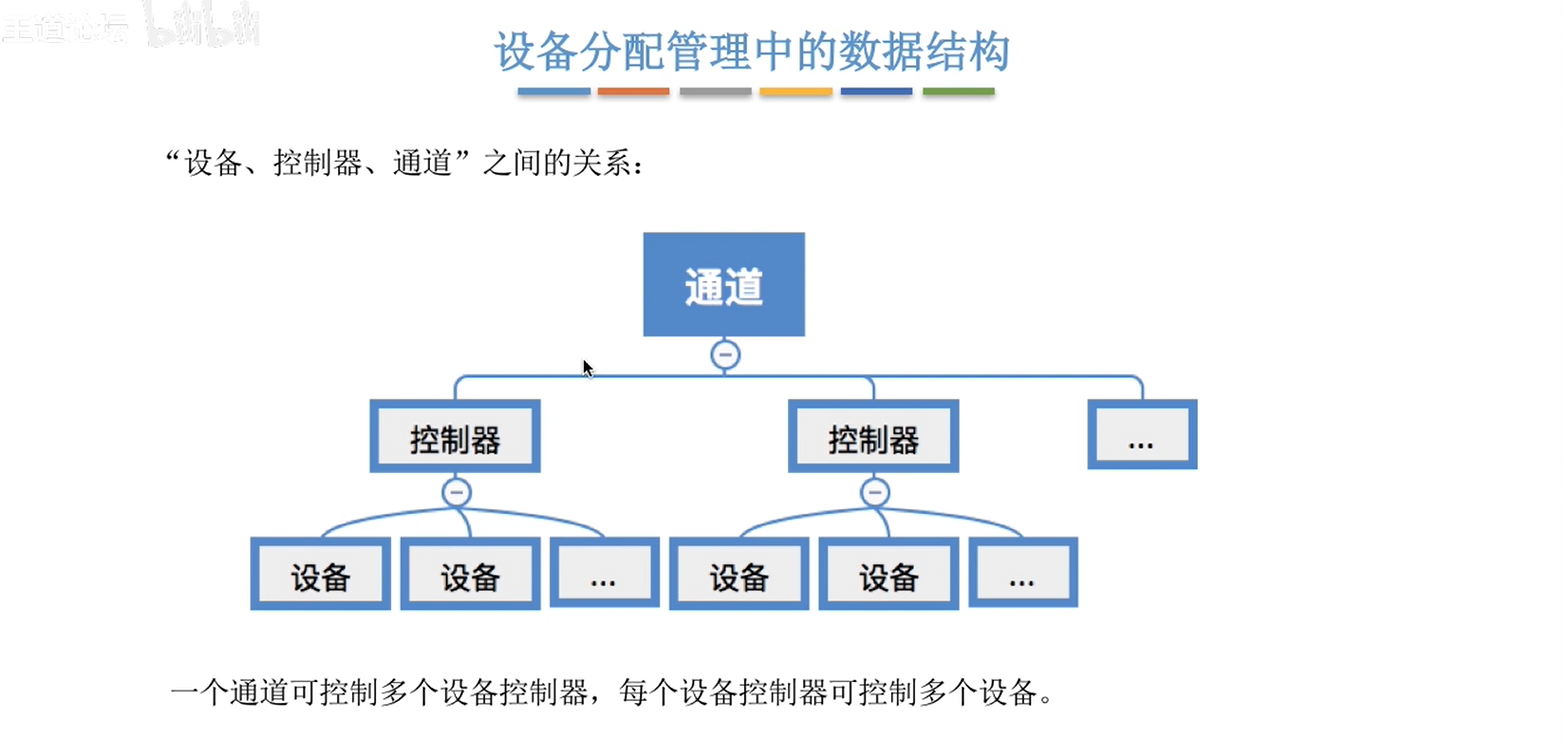 王道论坛 bilibili
设备分配管理中的数据结构
“设备、控制器、通道”之间的关系：
通道
控制器 控制器 ...
设备 设备 ... 设备 设备 ...
一个通道可控制多个设备控制器，每个设备控制器可控制多个设备。